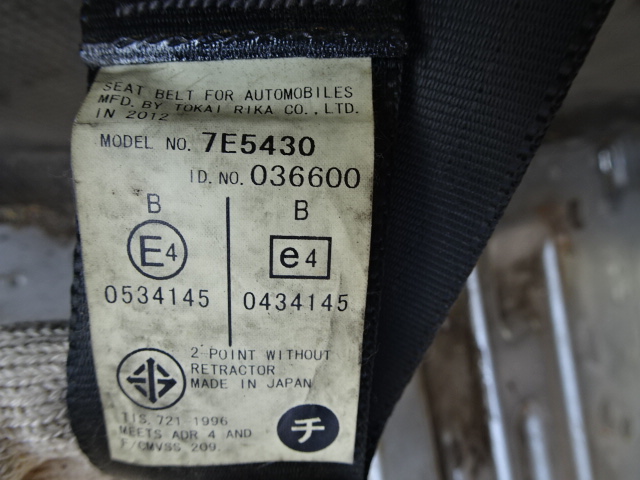 SEAT BELT FOR AUTOMOBILES
MFD. BY TOKAI RIKA CO., LTD.
IN 2012
MODEL NO. 7E5430
ID. NO. 036600
B
E4
0534145
B
e4
0434145
2-POINT WITHOUT
RETRACTOR
MADE IN JAPAN
TIS. 721-1996
MEETS ADR 4 AND
F/CMVSS 209.
チ